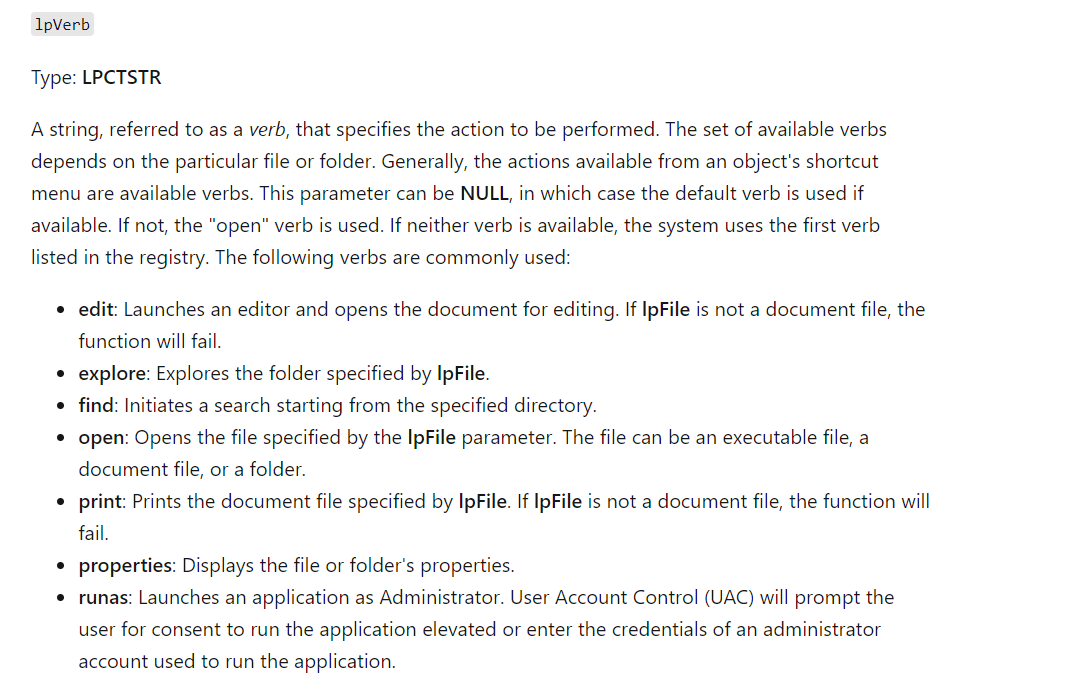 lpVerb
Type: LPCTSTR
A string, referred to as a verb, that specifies the action to be performed. The set of available verbs
depends on the particular file or folder. Generally, the actions available from an object's shortcut
menu are available verbs. This parameter can be NULL, in which case the default verb is used if
available. If not, the "open" verb is used. If neither verb is available, the system uses the first verb
listed in the registry. The following verbs are commonly used:
• edit: Launches an editor and opens the document for editing. If lpFile is not a document file, the
function will fail.
• explore: Explores the folder specified by lpFile.
• find: Initiates a search starting from the specified directory.
• open: Opens the file specified by the lpFile parameter. The file can be an executable file, a
document file, or a folder.
• print: Prints the document file specified by lpFile. If lpFile is not a document file, the function will
fail.
• properties: Displays the file or folder's properties.
• runas: Launches an application as Administrator. User Account Control (UAC) will prompt the
user for consent to run the application elevated or enter the credentials of an administrator
account used to run the application.